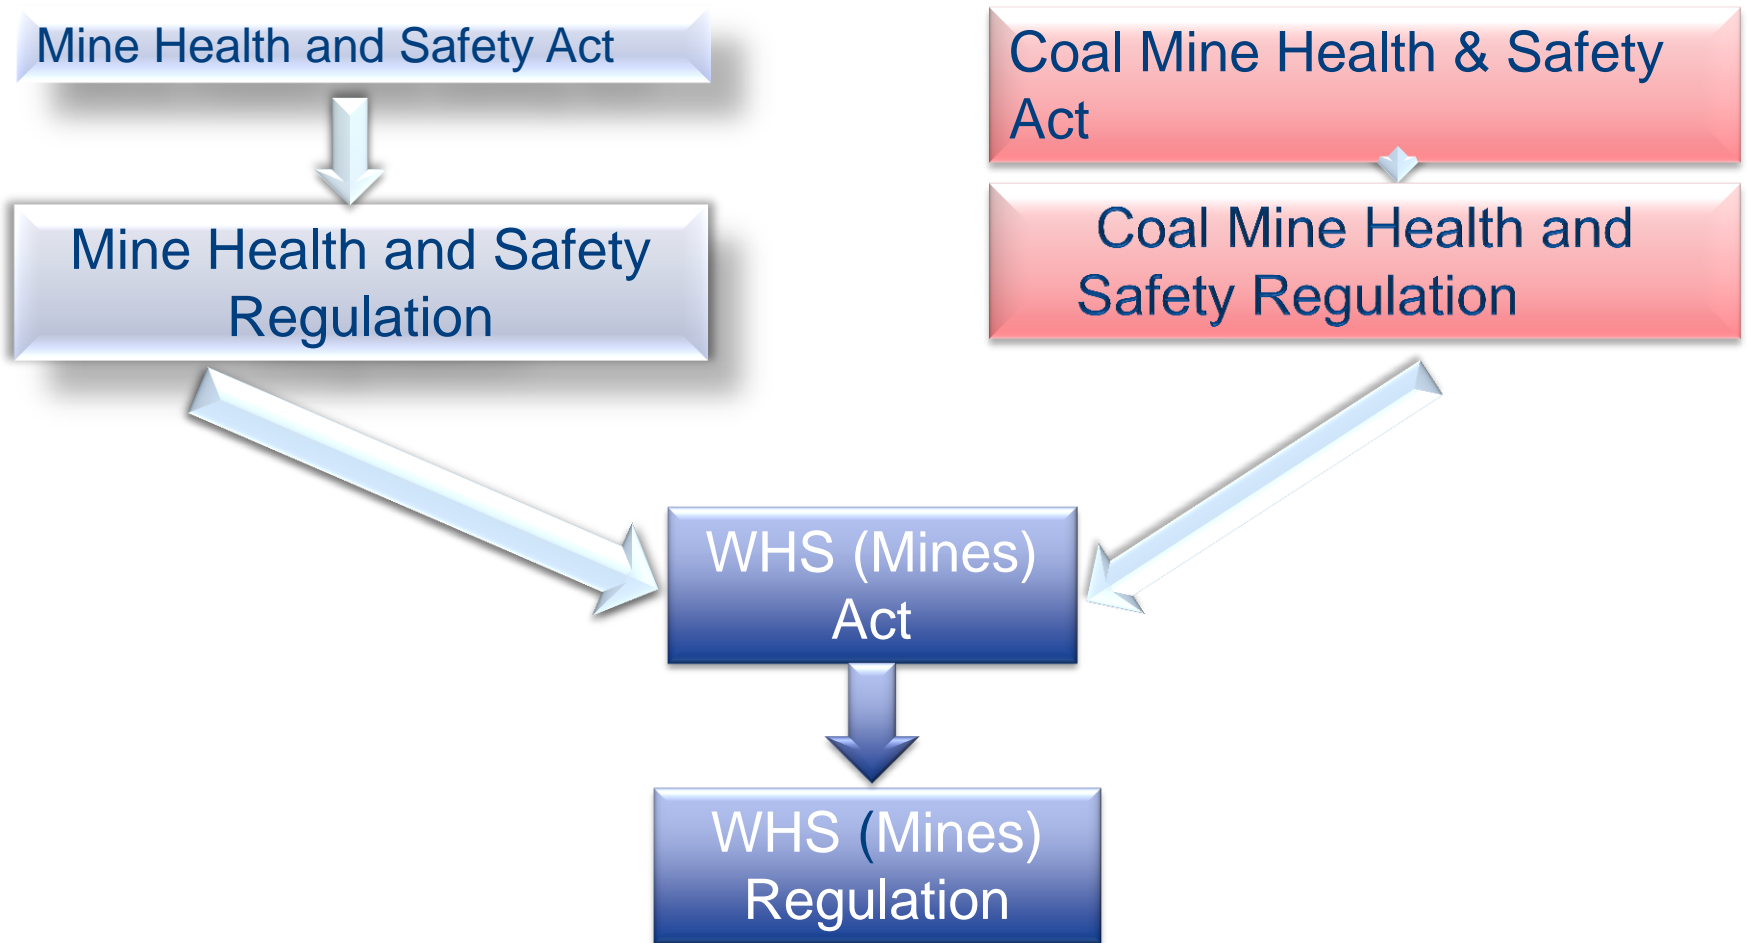 Mine Health and Safety Act
Coal Mine Health & Safety
Act
Mine Health and Safety
Regulation
Coal Mine Health and
Safety Regulation
WHS (Mines)
Act
WHS (Mines)
Regulation